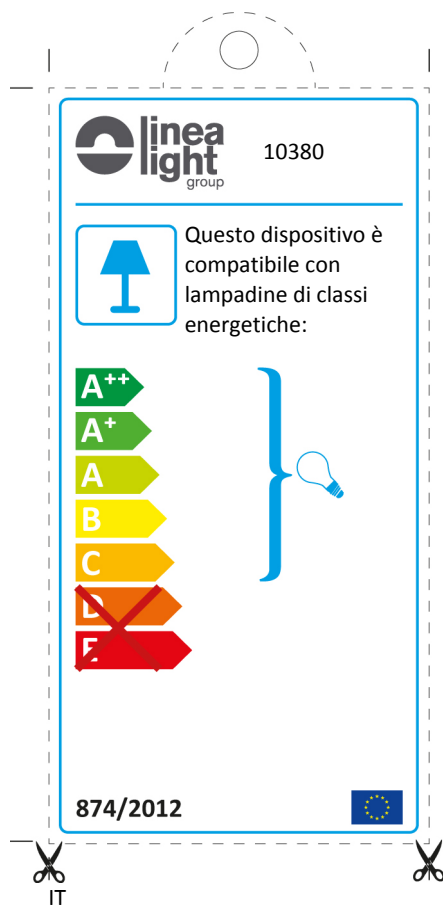 linea
light
group
10380
Questo dispositivo è
compatibile con
lampadine di classi
energetiche:
A++
A+
A
B
C
D
E
874/2012
IT